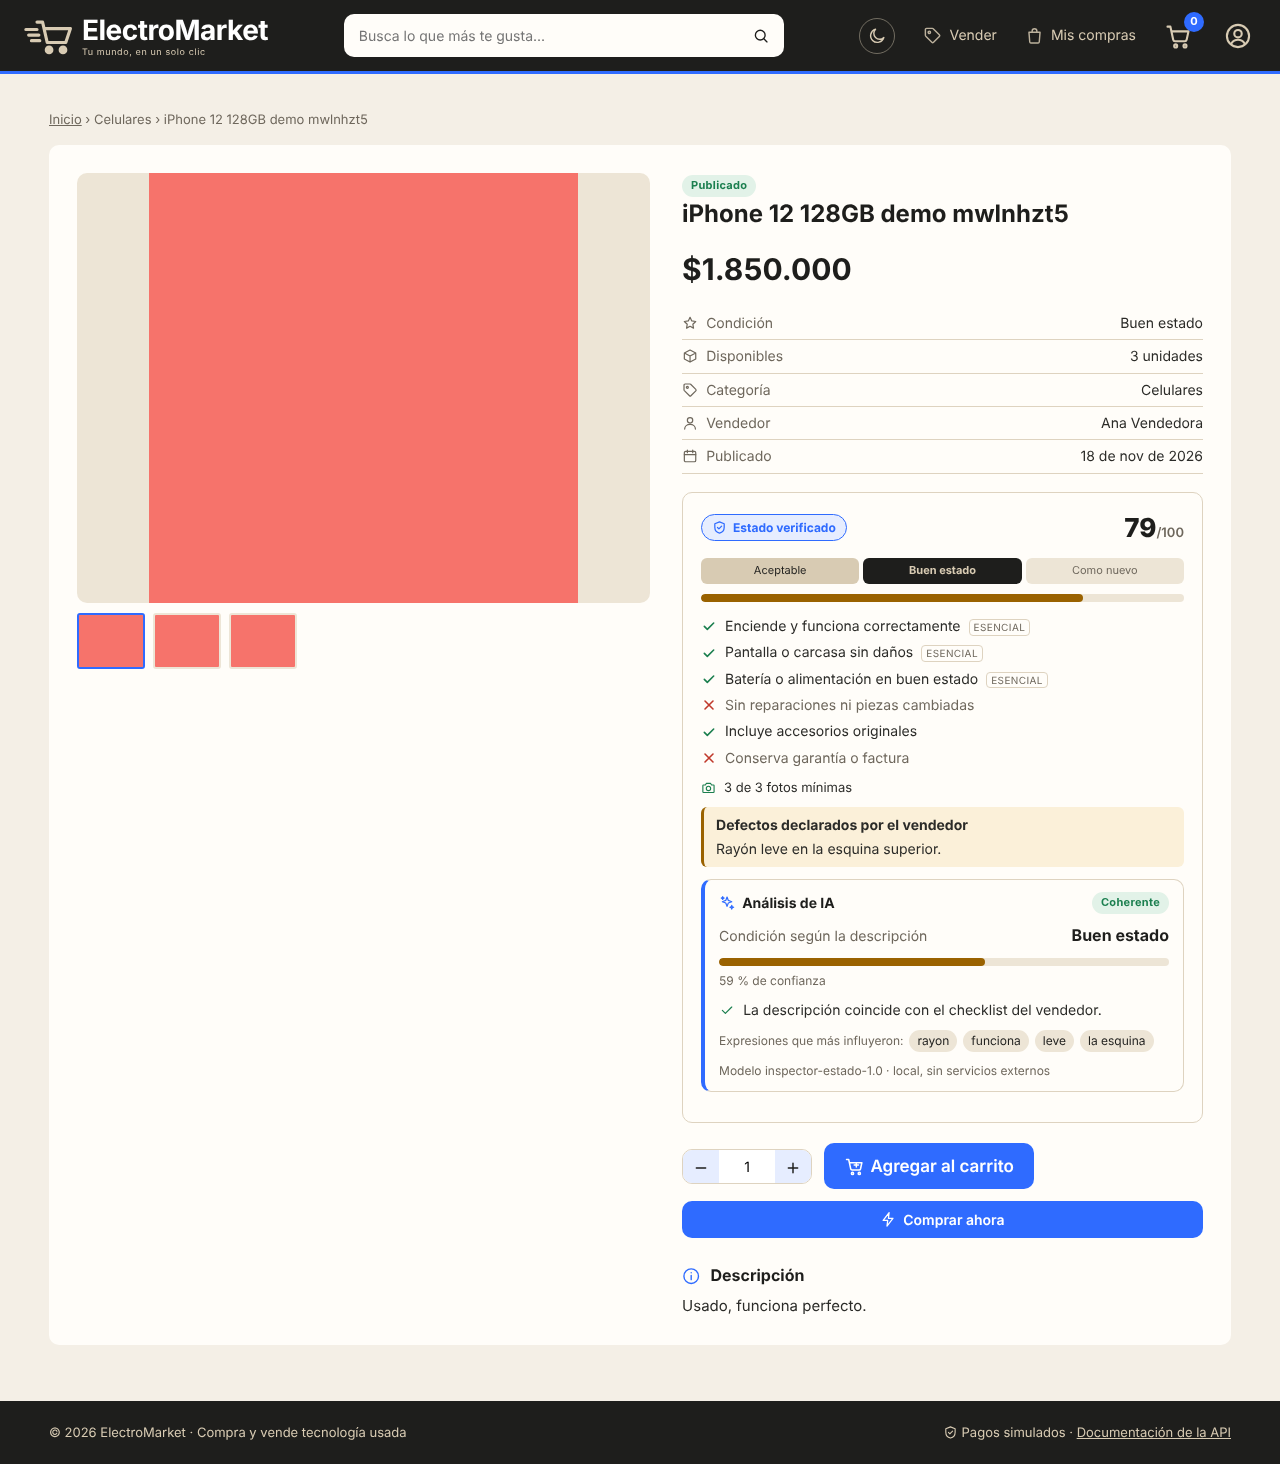 ElectroMarket
Tu mundo, en un solo clic
Busca lo que más te gusta...
Vender
Mis compras
0
Inicio › Celulares › iPhone 12 128GB demo mwlnhzt5
Publicado
iPhone 12 128GB demo mwlnhzt5
$1.850.000
Condición Buen estado
Disponibles 3 unidades
Categoría Celulares
Vendedor Ana Vendedora
Publicado 18 de nov de 2026
Estado verificado 79/100
Aceptable Buen estado Como nuevo
Enciende y funciona correctamente ESENCIAL
Pantalla o carcasa sin daños ESENCIAL
Batería o alimentación en buen estado ESENCIAL
Sin reparaciones ni piezas cambiadas
Incluye accesorios originales
Conserva garantía o factura
3 de 3 fotos mínimas
Defectos declarados por el vendedor
Rayón leve en la esquina superior.
Análisis de IA Coherente
Condición según la descripción Buen estado
59 % de confianza
La descripción coincide con el checklist del vendedor.
Expresiones que más influyeron: rayon funciona leve la esquina
Modelo inspector-estado-1.0 · local, sin servicios externos
− 1 + Agregar al carrito
Comprar ahora
Descripción
Usado, funciona perfecto.
© 2026 ElectroMarket · Compra y vende tecnología usada
Pagos simulados · Documentación de la API